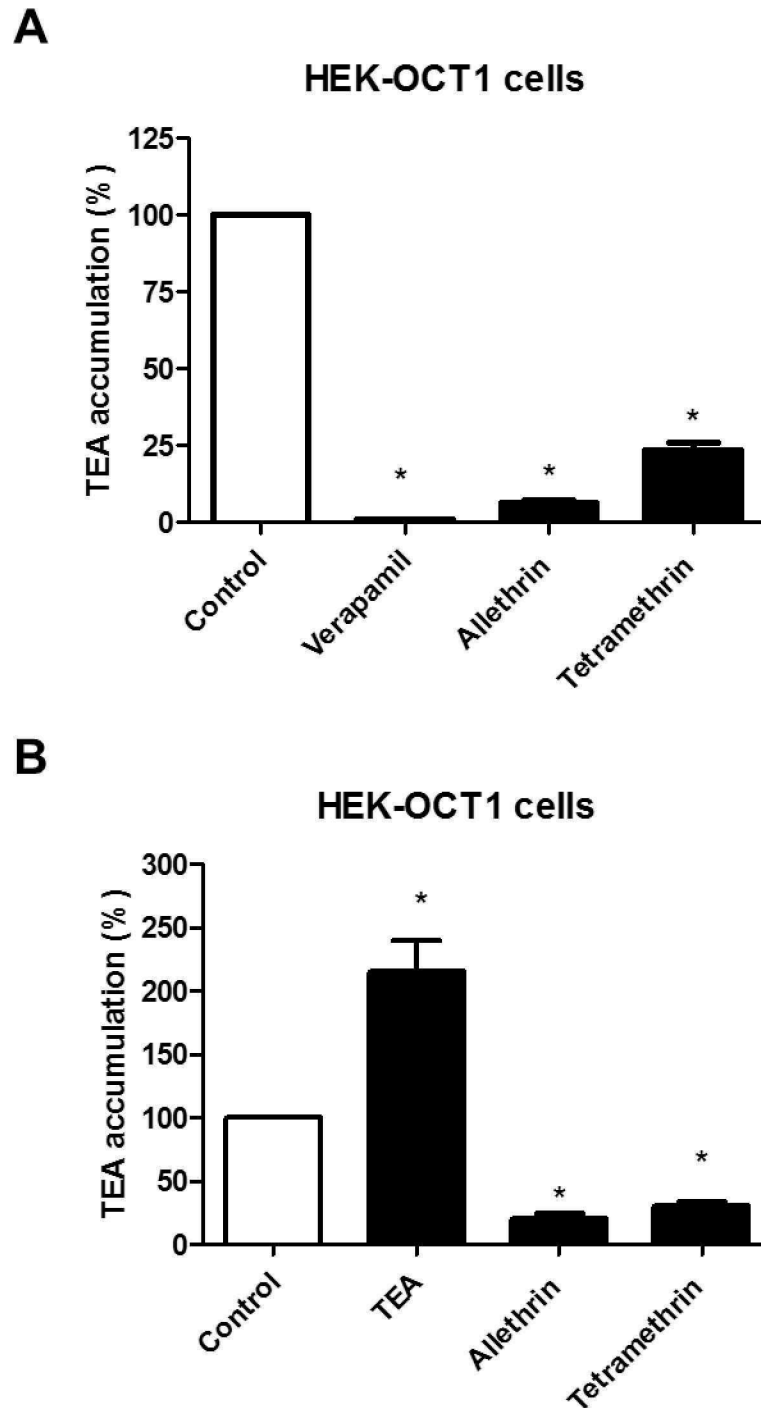 A
HEK-OCT1 cells
TEA accumulation (%)
125
100
75
50
25
0
*
*
*
Control
Verapamil
Allethrin
Tetramethrin
B
HEK-OCT1 cells
TEA accumulation (%)
300
250
200
150
100
50
0
*
*
*
Control
TEA
Allethrin
Tetramethrin